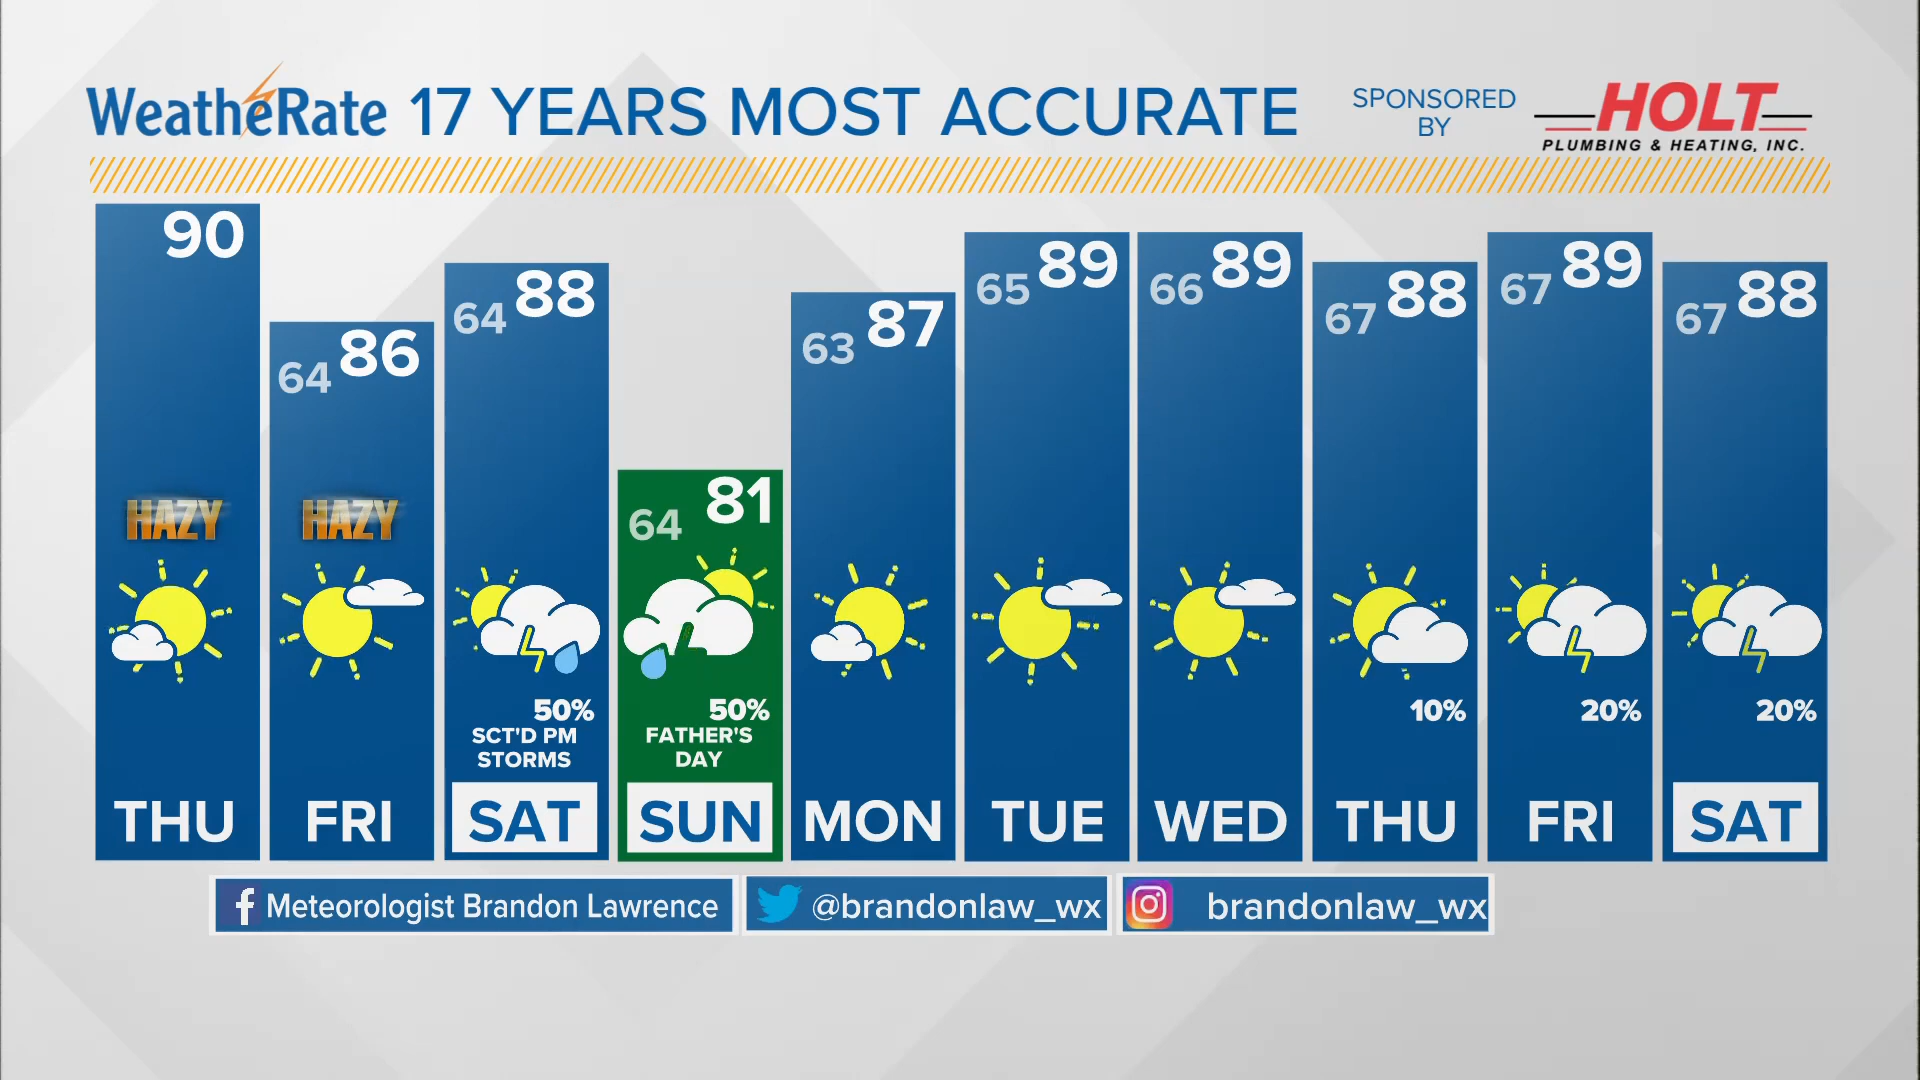 WeatheRate 17 YEARS MOST ACCURATE
SPONSORED
BY
HOLT
PLUMBING & HEATING, INC.
90
HAZY
THU
64 86
HAZY
FRI
64 88
50%
SCT'D PM
STORMS
SAT
64 81
50%
FATHER'S
DAY
SUN
63 87
MON
65 89
TUE
66 89
WED
67 88
10%
THU
67 89
20%
FRI
67 88
20%
SAT
f Meteorologist Brandon Lawrence
@brandonlaw_wx
brandonlaw_wx